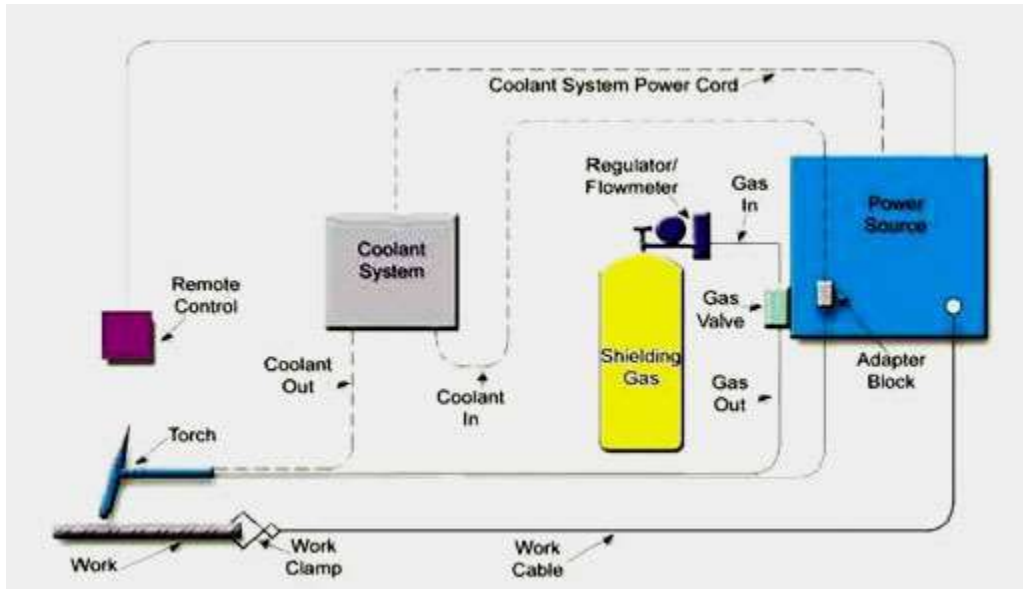 Coolant System Power Cord
Regulator/
Flowmeter
Gas
In
Power
Source
Coolant
System
Remote
Control
Gas
Valve
Shielding
Gas
Adapter
Block
Coolant
Out
Coolant
In
Gas
Out
Torch
Work
Work
Clamp
Work
Cable